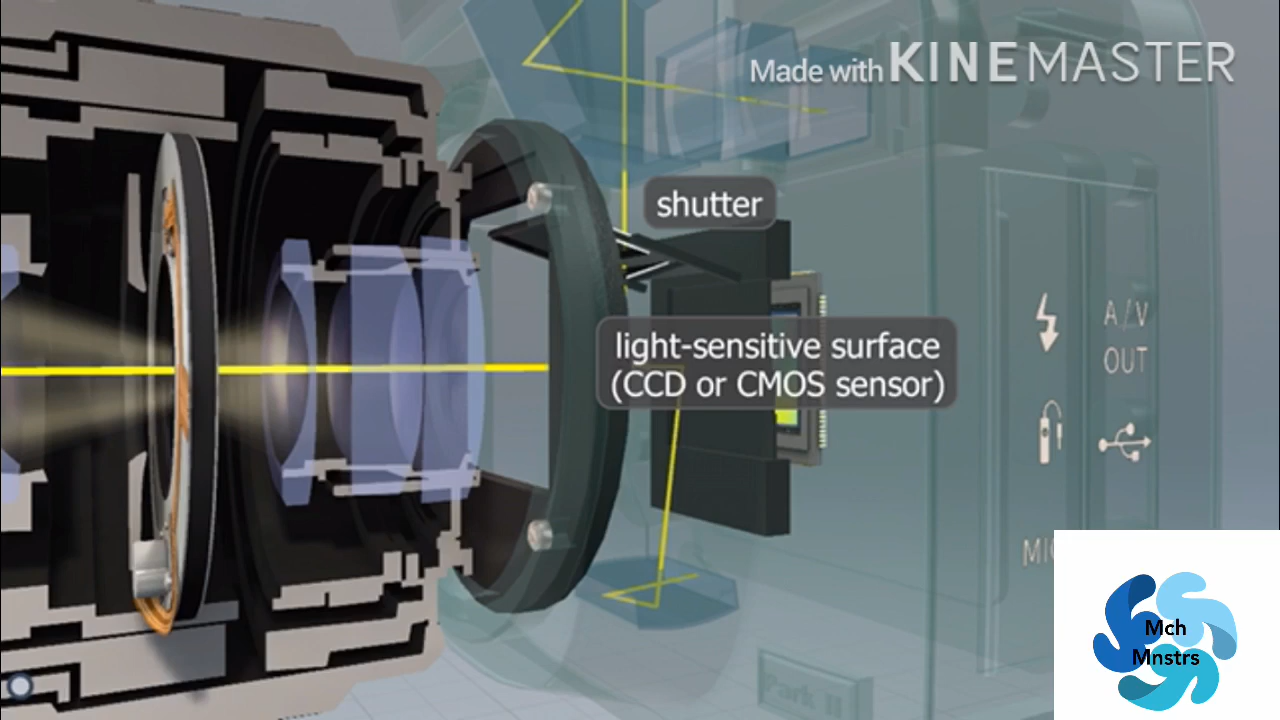 Made with KINEMASTER
shutter
light-sensitive surface
(CCD or CMOS sensor)
A/V
OUT
Mch
Mnstrs